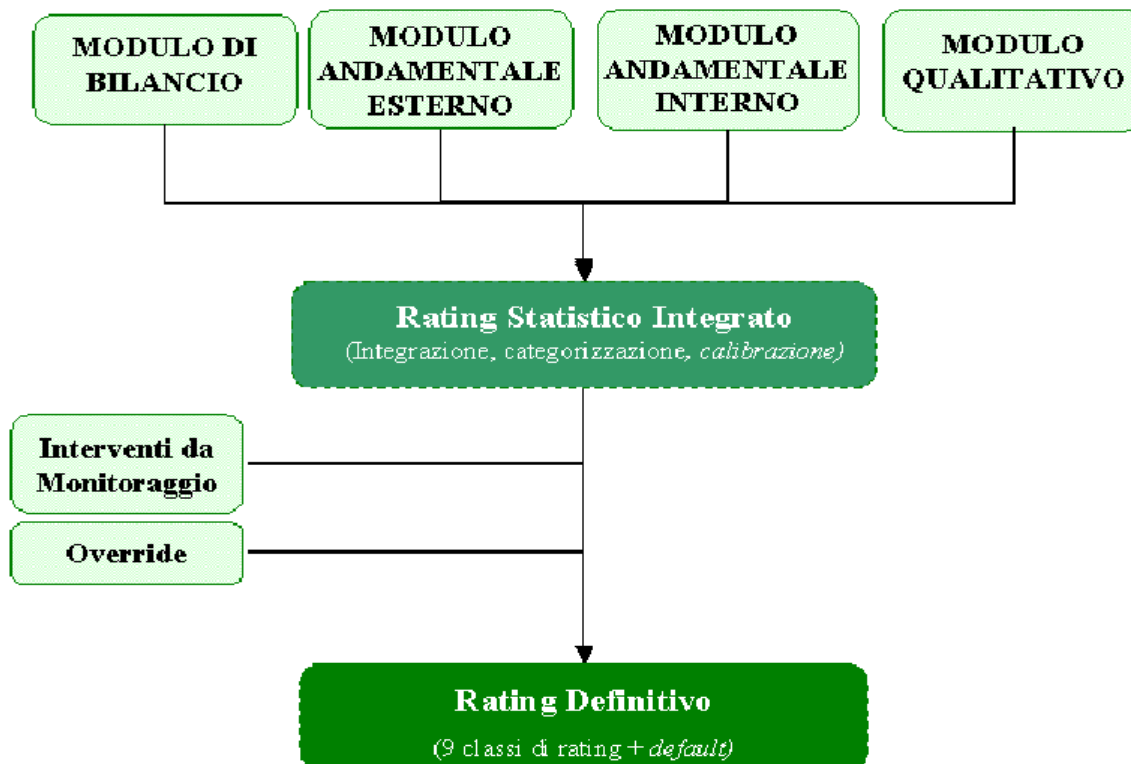 MODULO DI
BILANCIO
MODULO
ANDAMENTALE
ESTERNO
MODULO
ANDAMENTALE
INTERNO
MODULO
QUALITATIVO
Rating Statistico Integrato
(Integrazione, categorizzazione, calibrazione)
Interventi da
Monitoraggio
Override
Rating Definitivo
(9 classi di rating + default)